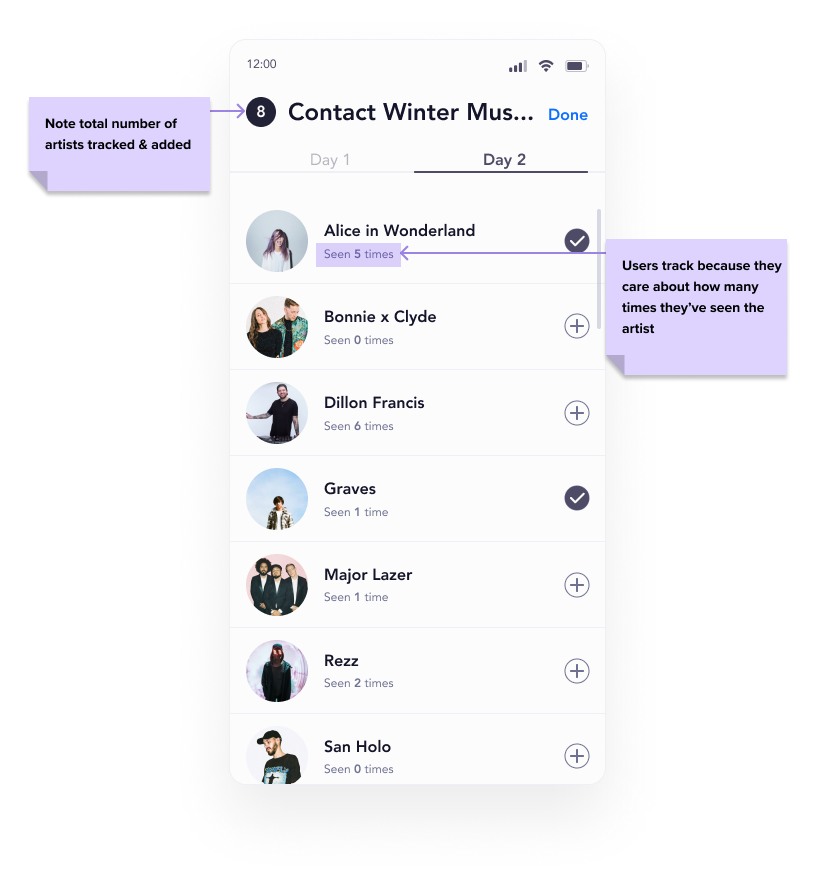 12:00
Note total number of
artists tracked & added
8
Contact Winter Mus...
Done
Day 1
Day 2
Alice in Wonderland
Seen 5 times
Users track because they
care about how many
times they’ve seen the
artist
Bonnie x Clyde
Seen 0 times
Dillon Francis
Seen 6 times
Graves
Seen 1 time
Major Lazer
Seen 1 time
Rezz
Seen 2 times
San Holo
Seen 0 times